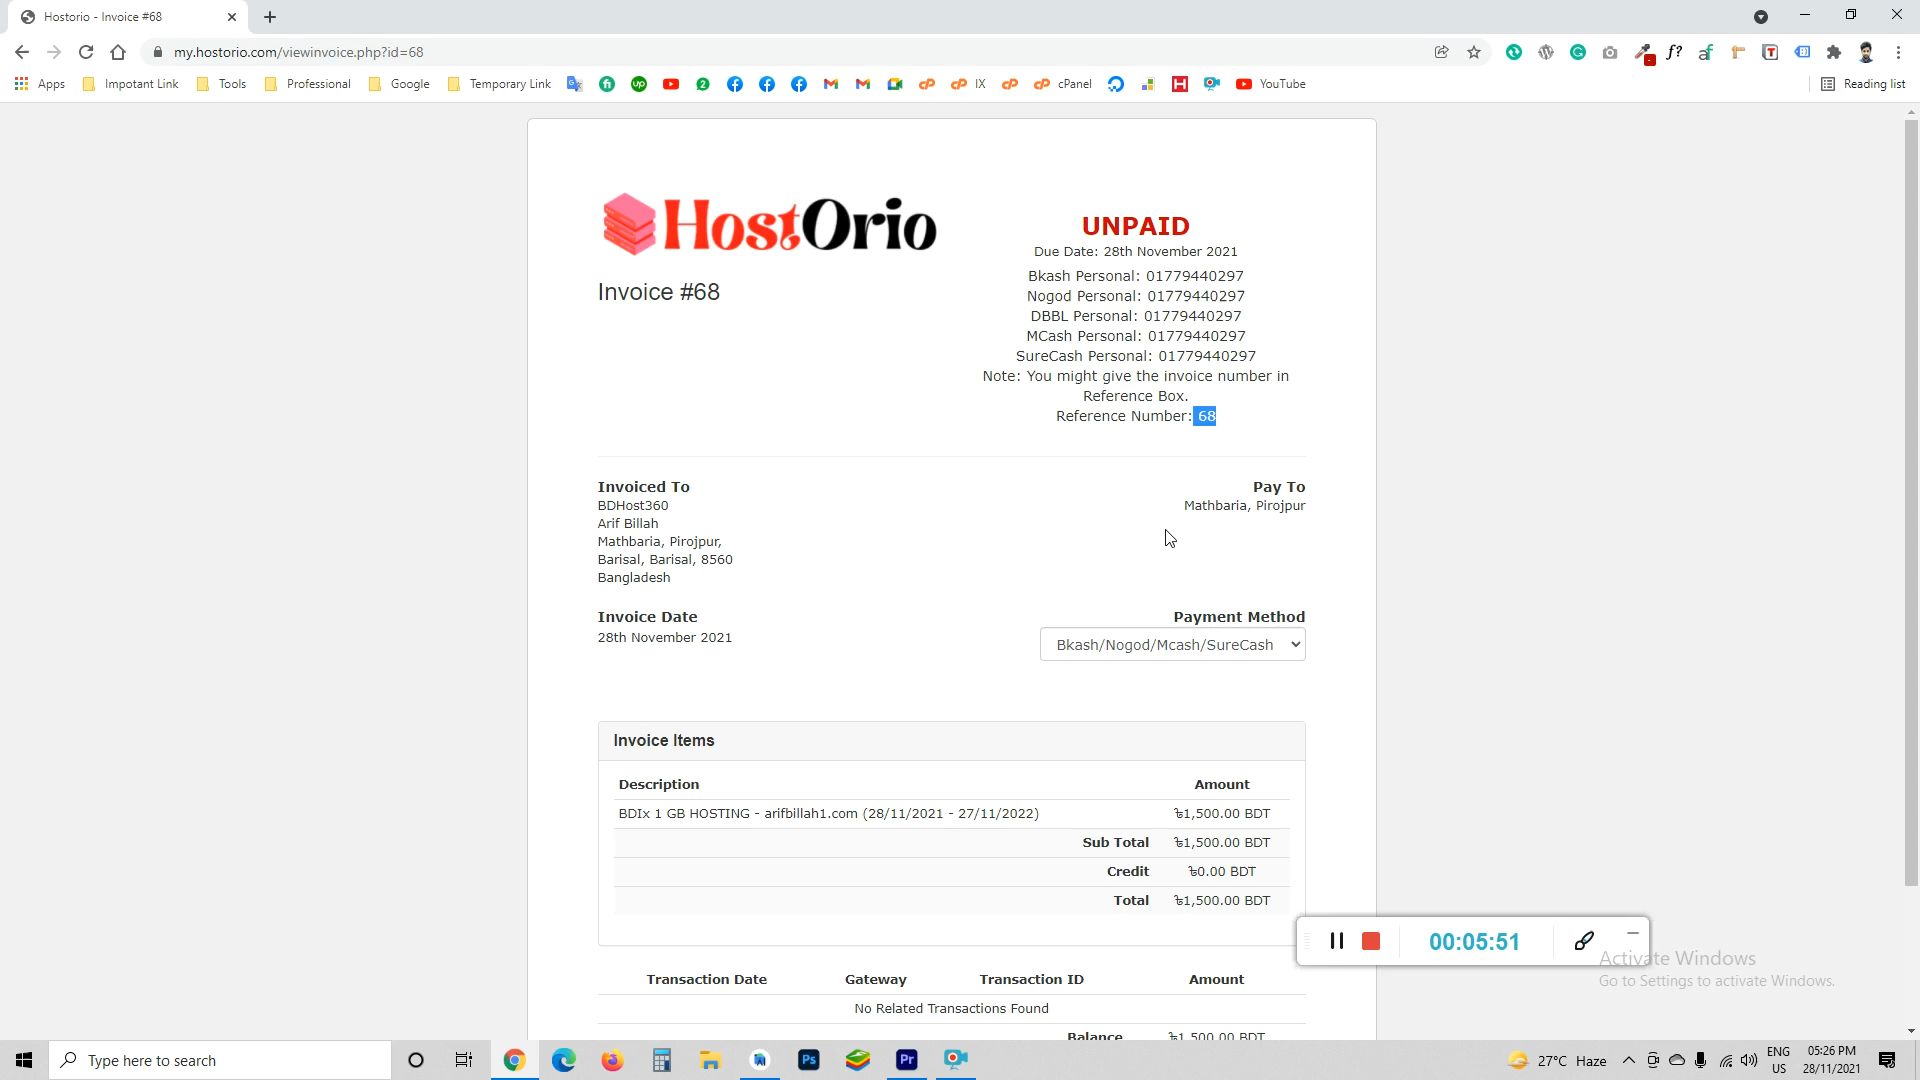 Hostorio - Invoice #68
my.hostorio.com/viewinvoice.php?id=68
Apps Impotant Link Tools Professional Google Temporary Link IX cPanel YouTube Reading list
HostOrio
UNPAID
Due Date: 28th November 2021
Invoice #68
Bkash Personal: 01779440297
Nogod Personal: 01779440297
DBBL Personal: 01779440297
MCash Personal: 01779440297
SureCash Personal: 01779440297
Note: You might give the invoice number in
Reference Box.
Reference Number: 68
Invoiced To
BDHost360
Arif Billah
Mathbaria, Pirojpur,
Barisal, Barisal, 8560
Bangladesh
Pay To
Mathbaria, Pirojpur
Invoice Date
28th November 2021
Payment Method
Bkash/Nogod/Mcash/SureCash
Invoice Items
Description Amount
BDIx 1 GB HOSTING - arifbillah1.com (28/11/2021 - 27/11/2022) ৳1,500.00 BDT
Sub Total ৳1,500.00 BDT
Credit ৳0.00 BDT
Total ৳1,500.00 BDT
00:05:51
Activate Windows
Go to Settings to activate Windows.
Transaction Date Gateway Transaction ID Amount
No Related Transactions Found
Balance ৳1,500.00 BDT
Type here to search
27°C Haze
ENG
US
05:26 PM
28/11/2021